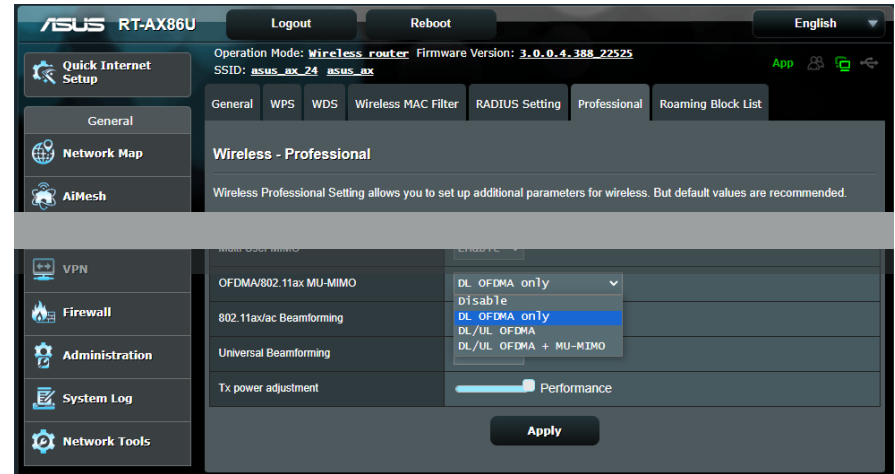 ASUS RT-AX86U Logout Reboot English
Quick Internet Setup
Operation Mode: Wireless router Firmware Version: 3.0.0.4.388_22525
SSID: asus_ax_24 asus_ax
App
General WPS WDS Wireless MAC Filter RADIUS Setting Professional Roaming Block List
General
Network Map
AiMesh
Wireless - Professional
Wireless Professional Setting allows you to set up additional parameters for wireless. But default values are recommended.
VPN
Firewall
Administration
System Log
Network Tools
Multi-User MIMO Enable
OFDMA/802.11ax MU-MIMO DL OFDMA only
Disable
DL OFDMA only
DL/UL OFDMA
DL/UL OFDMA + MU-MIMO
802.11ax/ac Beamforming
Universal Beamforming
Tx power adjustment Performance
Apply